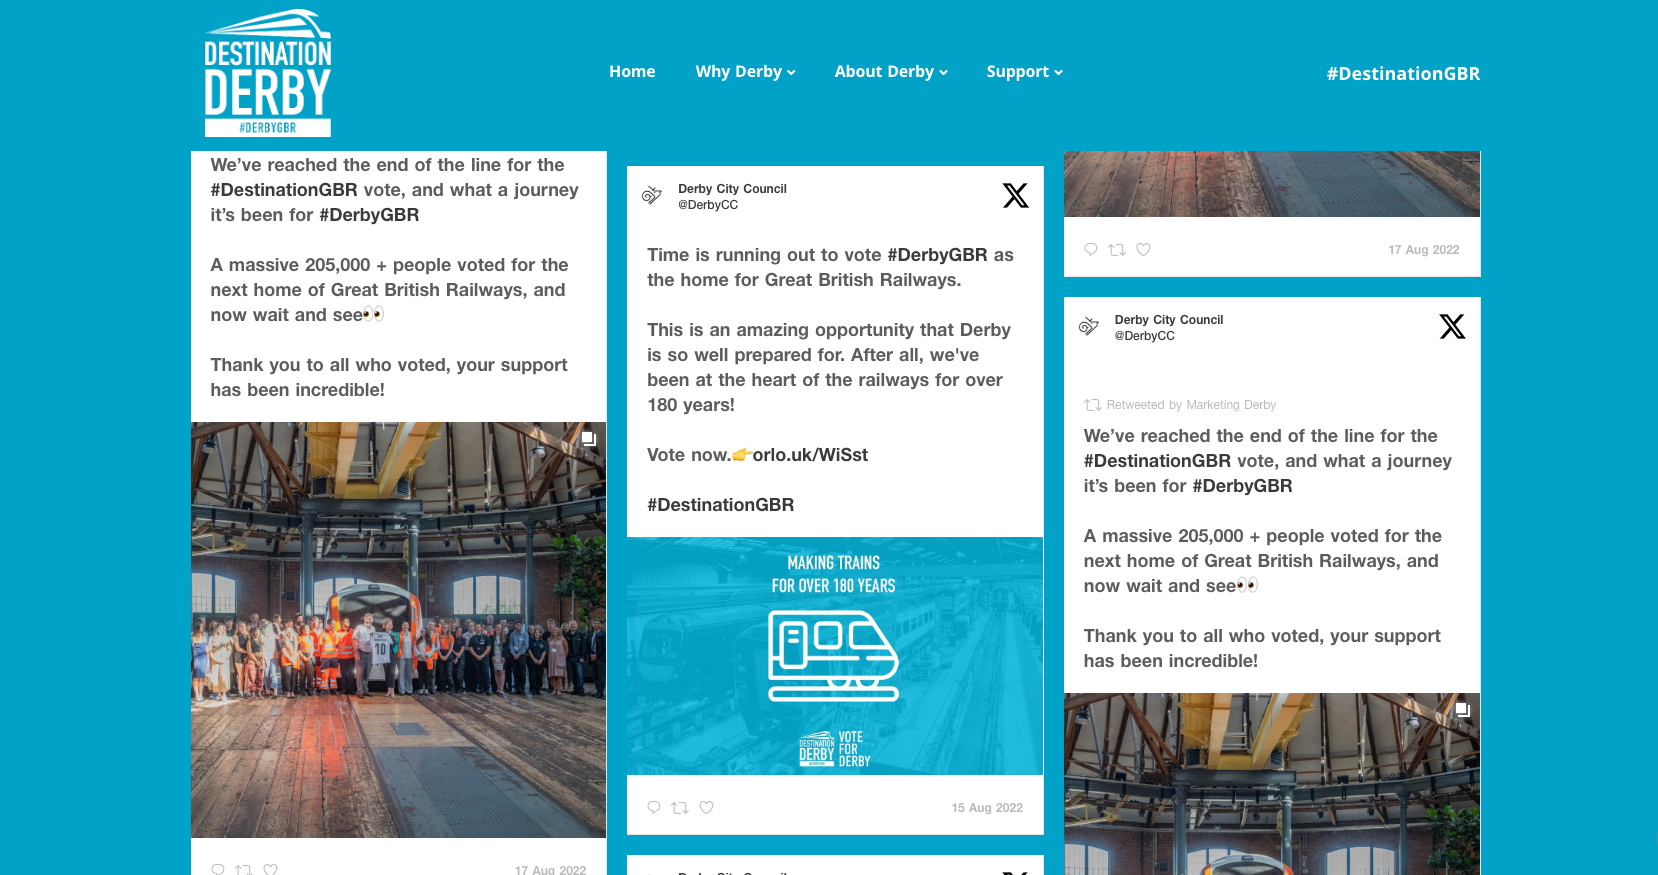 DESTINATION
DERBY
#DERBYGBR
Home
Why Derby
About Derby
Support
#DestinationGBR
We’ve reached the end of the line for the
#DestinationGBR vote, and what a journey
it’s been for #DerbyGBR
A massive 205,000 + people voted for the
next home of Great British Railways, and
now wait and see👀
Thank you to all who voted, your support
has been incredible!
10
17 Aug 2022
Derby City Council
@DerbyCC
Time is running out to vote #DerbyGBR as
the home for Great British Railways.
This is an amazing opportunity that Derby
is so well prepared for. After all, we've
been at the heart of the railways for over
180 years!
Vote now.👉orlo.uk/WiSst
#DestinationGBR
MAKING TRAINS
FOR OVER 180 YEARS
DESTINATION
DERBY
VOTE
FOR
DERBY
15 Aug 2022
Derby City Council
17 Aug 2022
Derby City Council
@DerbyCC
Retweeted by Marketing Derby
We’ve reached the end of the line for the
#DestinationGBR vote, and what a journey
it’s been for #DerbyGBR
A massive 205,000 + people voted for the
next home of Great British Railways, and
now wait and see👀
Thank you to all who voted, your support
has been incredible!